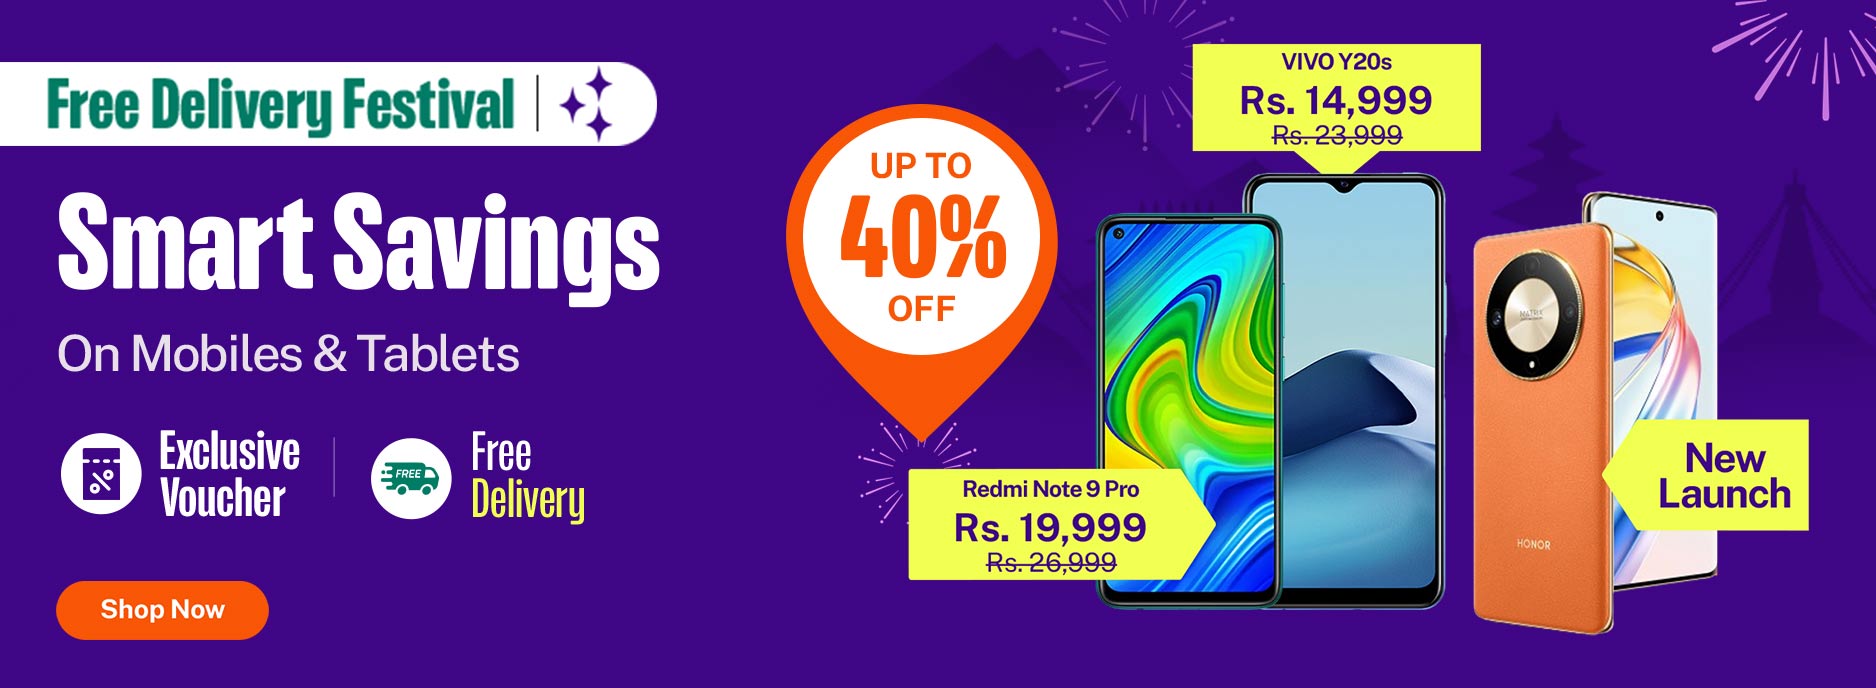 Free Delivery Festival
Smart Savings
On Mobiles & Tablets
Exclusive
Voucher
FREE
Free
Delivery
Shop Now
UP TO
40%
OFF
VIVO Y20s
Rs. 14,999
Rs. 23,999
Redmi Note 9 Pro
Rs. 19,999
Rs. 26,999
MATRIX
HONOR
New
Launch